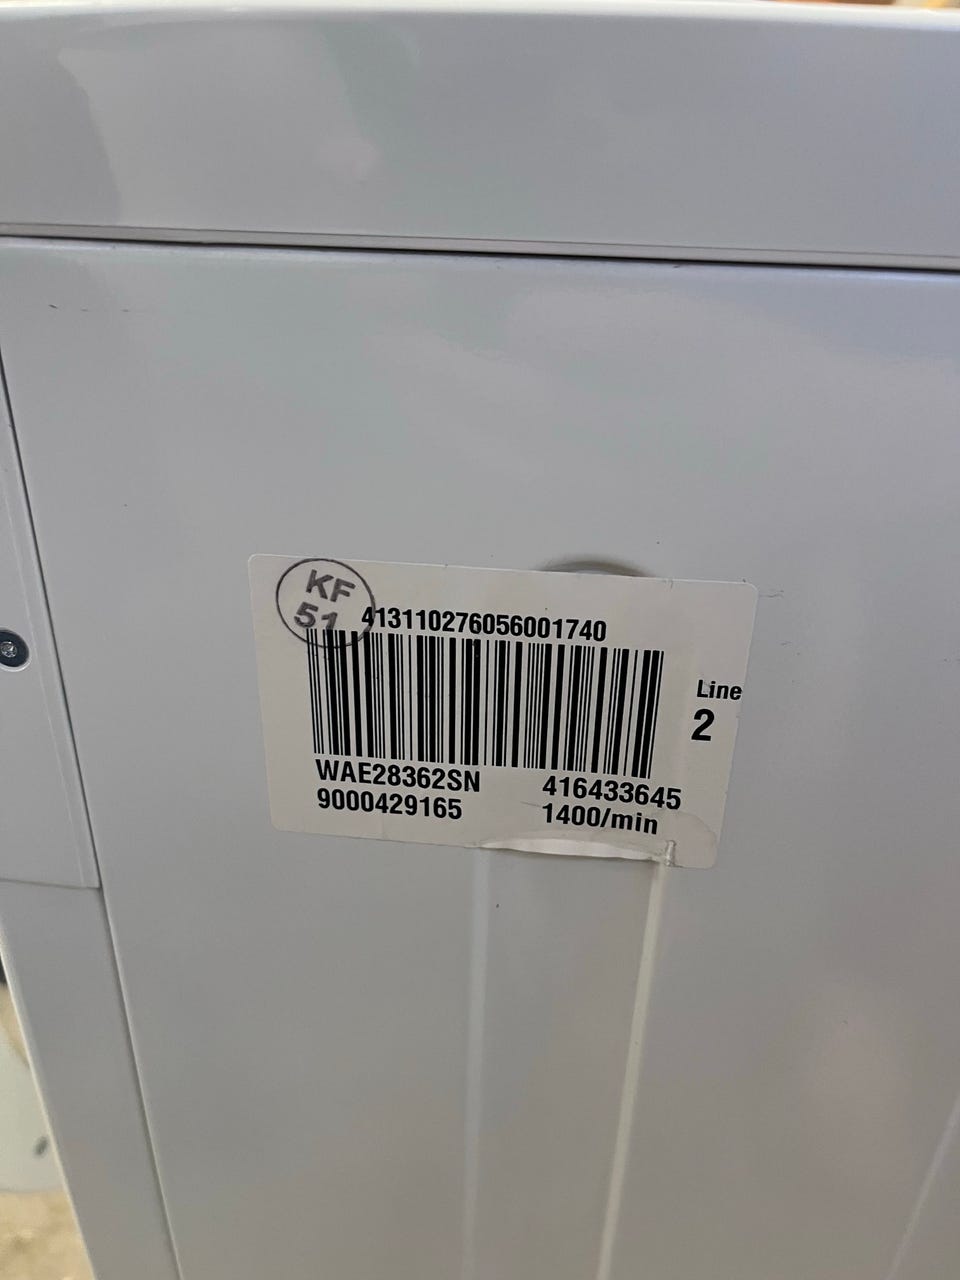 KF
51
413110276056001740
Line
2
WAE28362SN 416433645
9000429165 1400/min